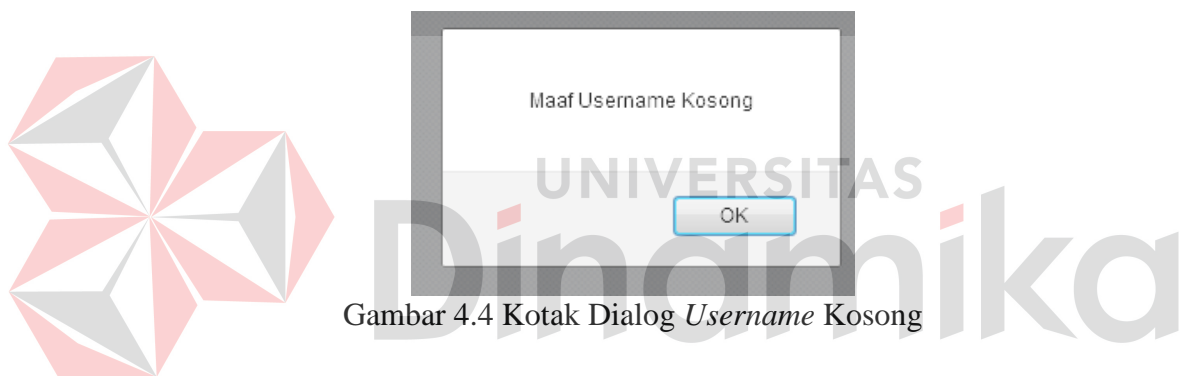 Maaf Username Kosong
UNIVERSITAS
OK
Dinamika
Gambar 4.4 Kotak Dialog Username Kosong